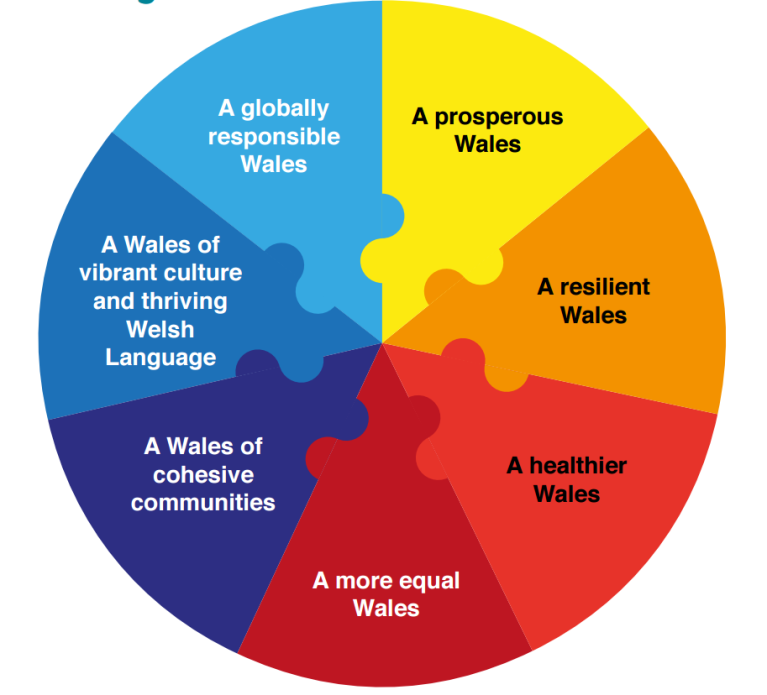 A prosperous
Wales
A resilient
Wales
A healthier
Wales
A more equal
Wales
A Wales of
cohesive
communities
A Wales of
vibrant culture
and thriving
Welsh
Language
A globally
responsible
Wales